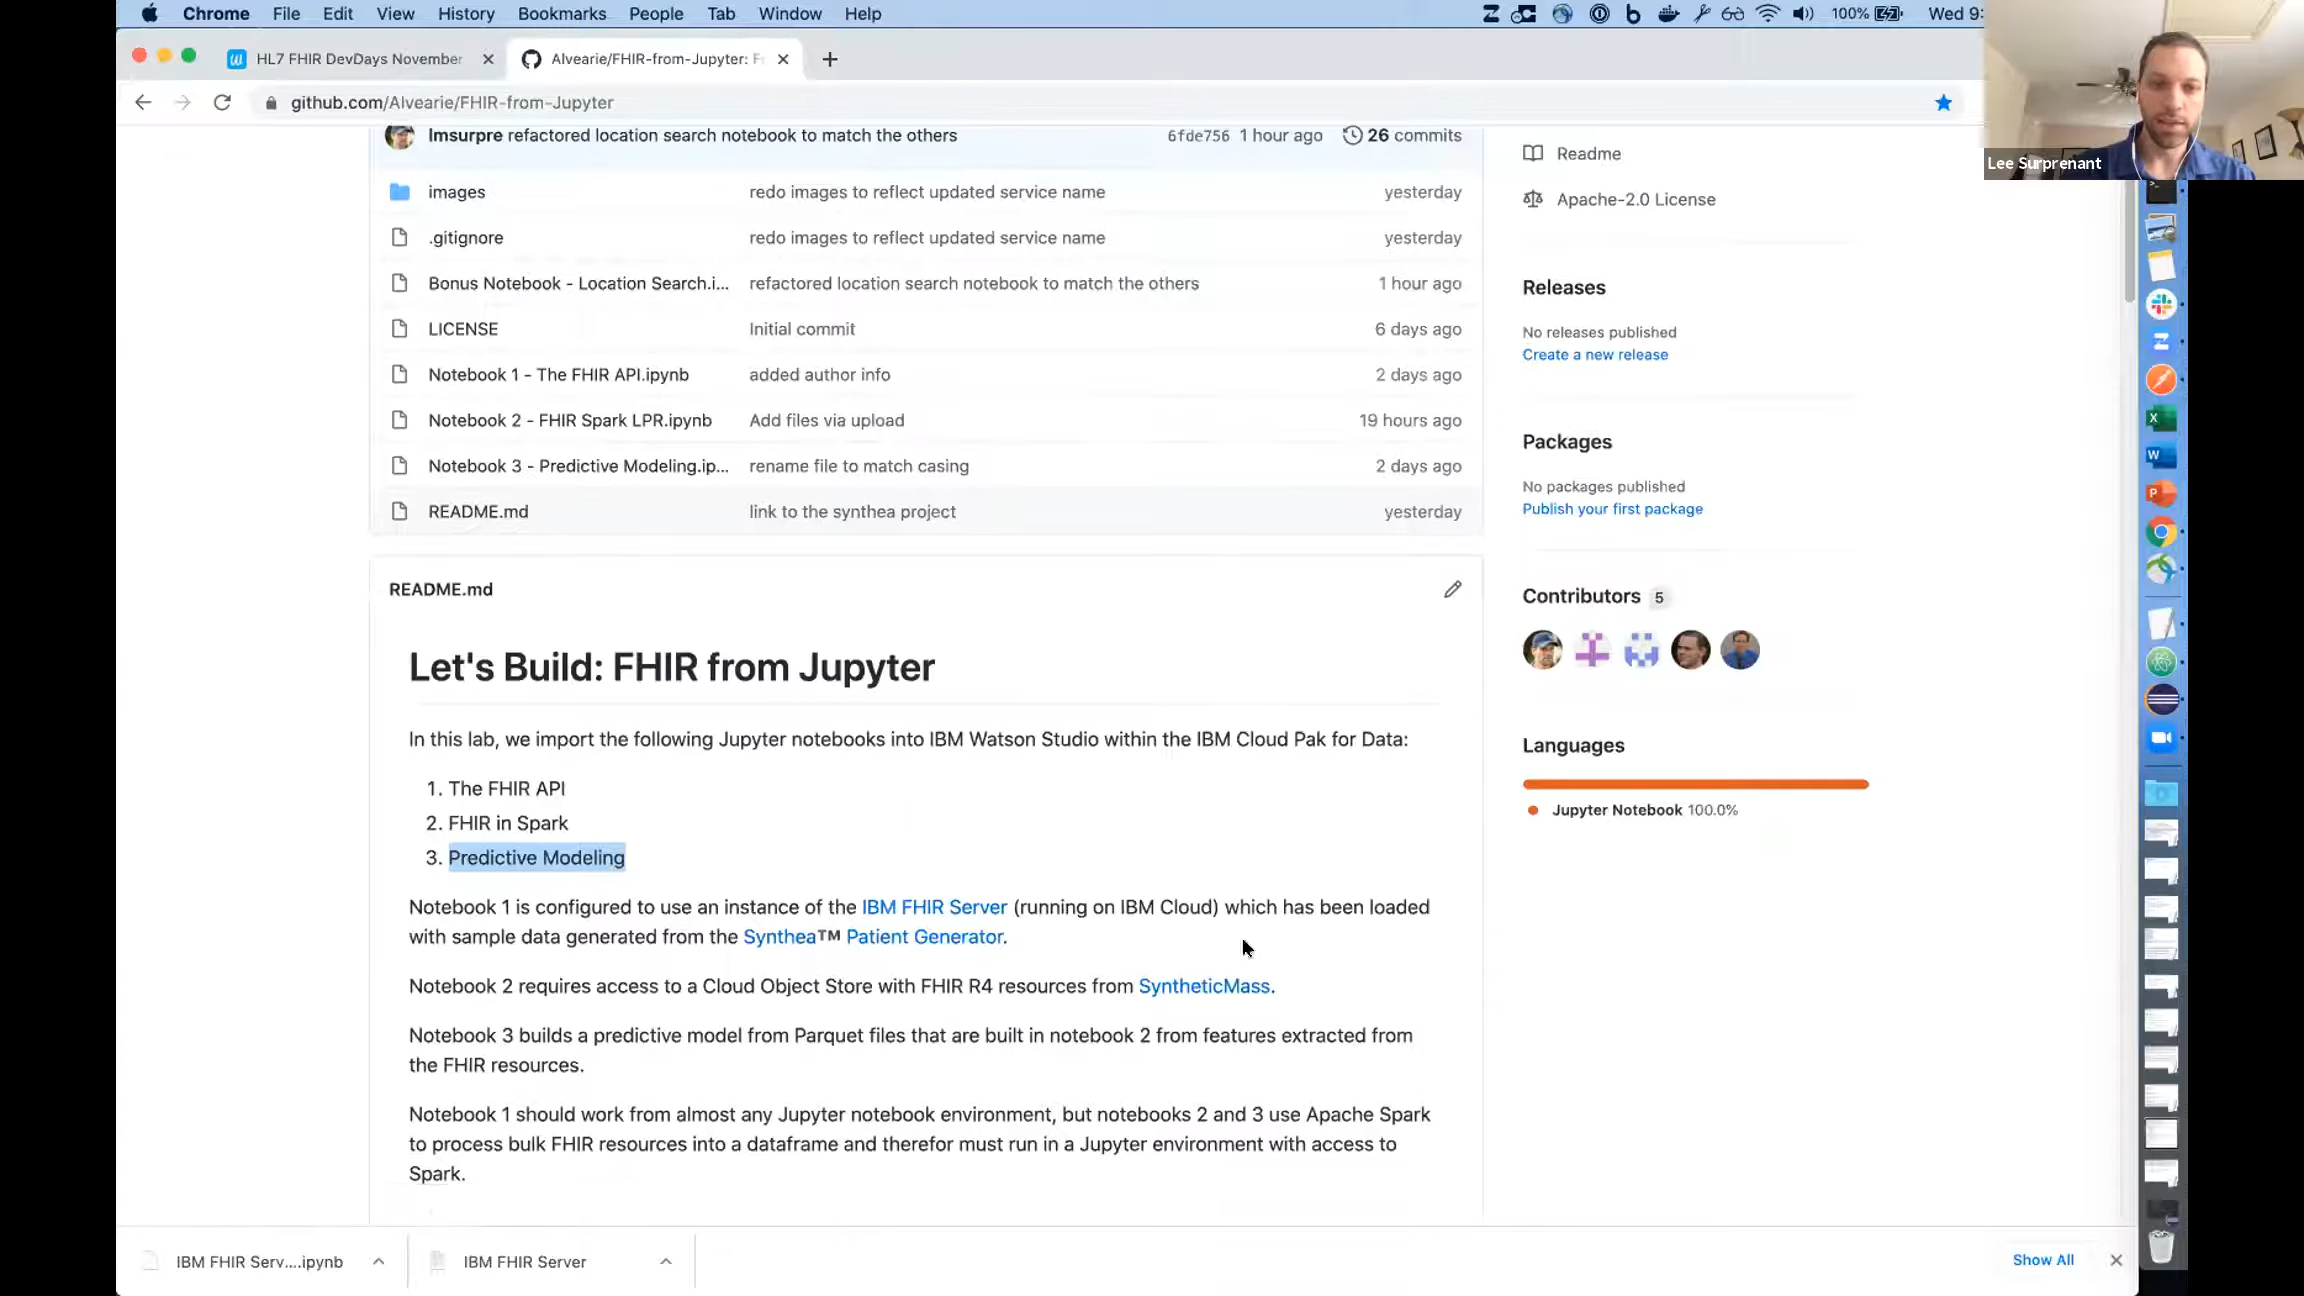 Chrome File Edit View History Bookmarks People Tab Window Help
100% Wed 9:
HL7 FHIR DevDays November
Alvearie/FHIR-from-Jupyter: F
github.com/Alvearie/FHIR-from-Jupyter
Lee Surprenant
lmsurpre refactored location search notebook to match the others 6fde756 1 hour ago 26 commits
images redo images to reflect updated service name yesterday
.gitignore redo images to reflect updated service name yesterday
Bonus Notebook - Location Search.i... refactored location search notebook to match the others 1 hour ago
LICENSE Initial commit 6 days ago
Notebook 1 - The FHIR API.ipynb added author info 2 days ago
Notebook 2 - FHIR Spark LPR.ipynb Add files via upload 19 hours ago
Notebook 3 - Predictive Modeling.ip... rename file to match casing 2 days ago
README.md link to the synthea project yesterday
README.md
Let's Build: FHIR from Jupyter
In this lab, we import the following Jupyter notebooks into IBM Watson Studio within the IBM Cloud Pak for Data:
1. The FHIR API
2. FHIR in Spark
3. Predictive Modeling
Notebook 1 is configured to use an instance of the IBM FHIR Server (running on IBM Cloud) which has been loaded
with sample data generated from the Synthea™ Patient Generator.
Notebook 2 requires access to a Cloud Object Store with FHIR R4 resources from SyntheticMass.
Notebook 3 builds a predictive model from Parquet files that are built in notebook 2 from features extracted from
the FHIR resources.
Notebook 1 should work from almost any Jupyter notebook environment, but notebooks 2 and 3 use Apache Spark
to process bulk FHIR resources into a dataframe and therefor must run in a Jupyter environment with access to
Spark.
Readme
Apache-2.0 License
Releases
No releases published
Create a new release
Packages
No packages published
Publish your first package
Contributors 5
Languages
Jupyter Notebook 100.0%
IBM FHIR Serv....ipynb
IBM FHIR Server
Show All